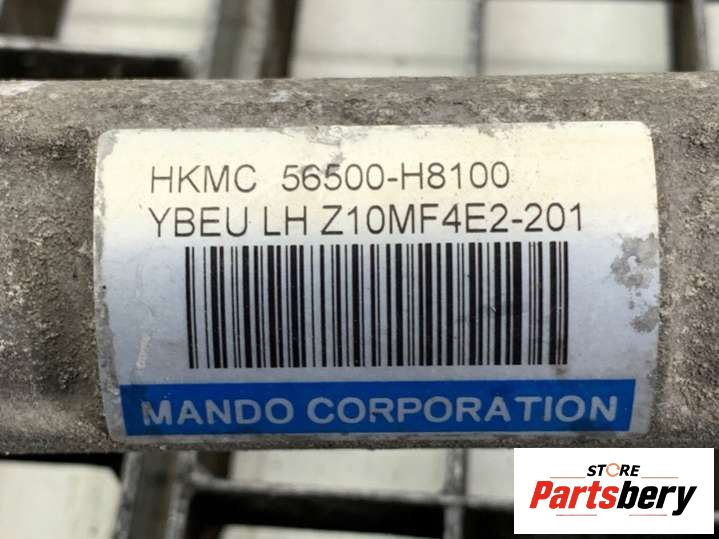 HKMC 56500-H8100
YBEU LH Z10MF4E2-201
MANDO CORPORATION
STORE
Partsbery